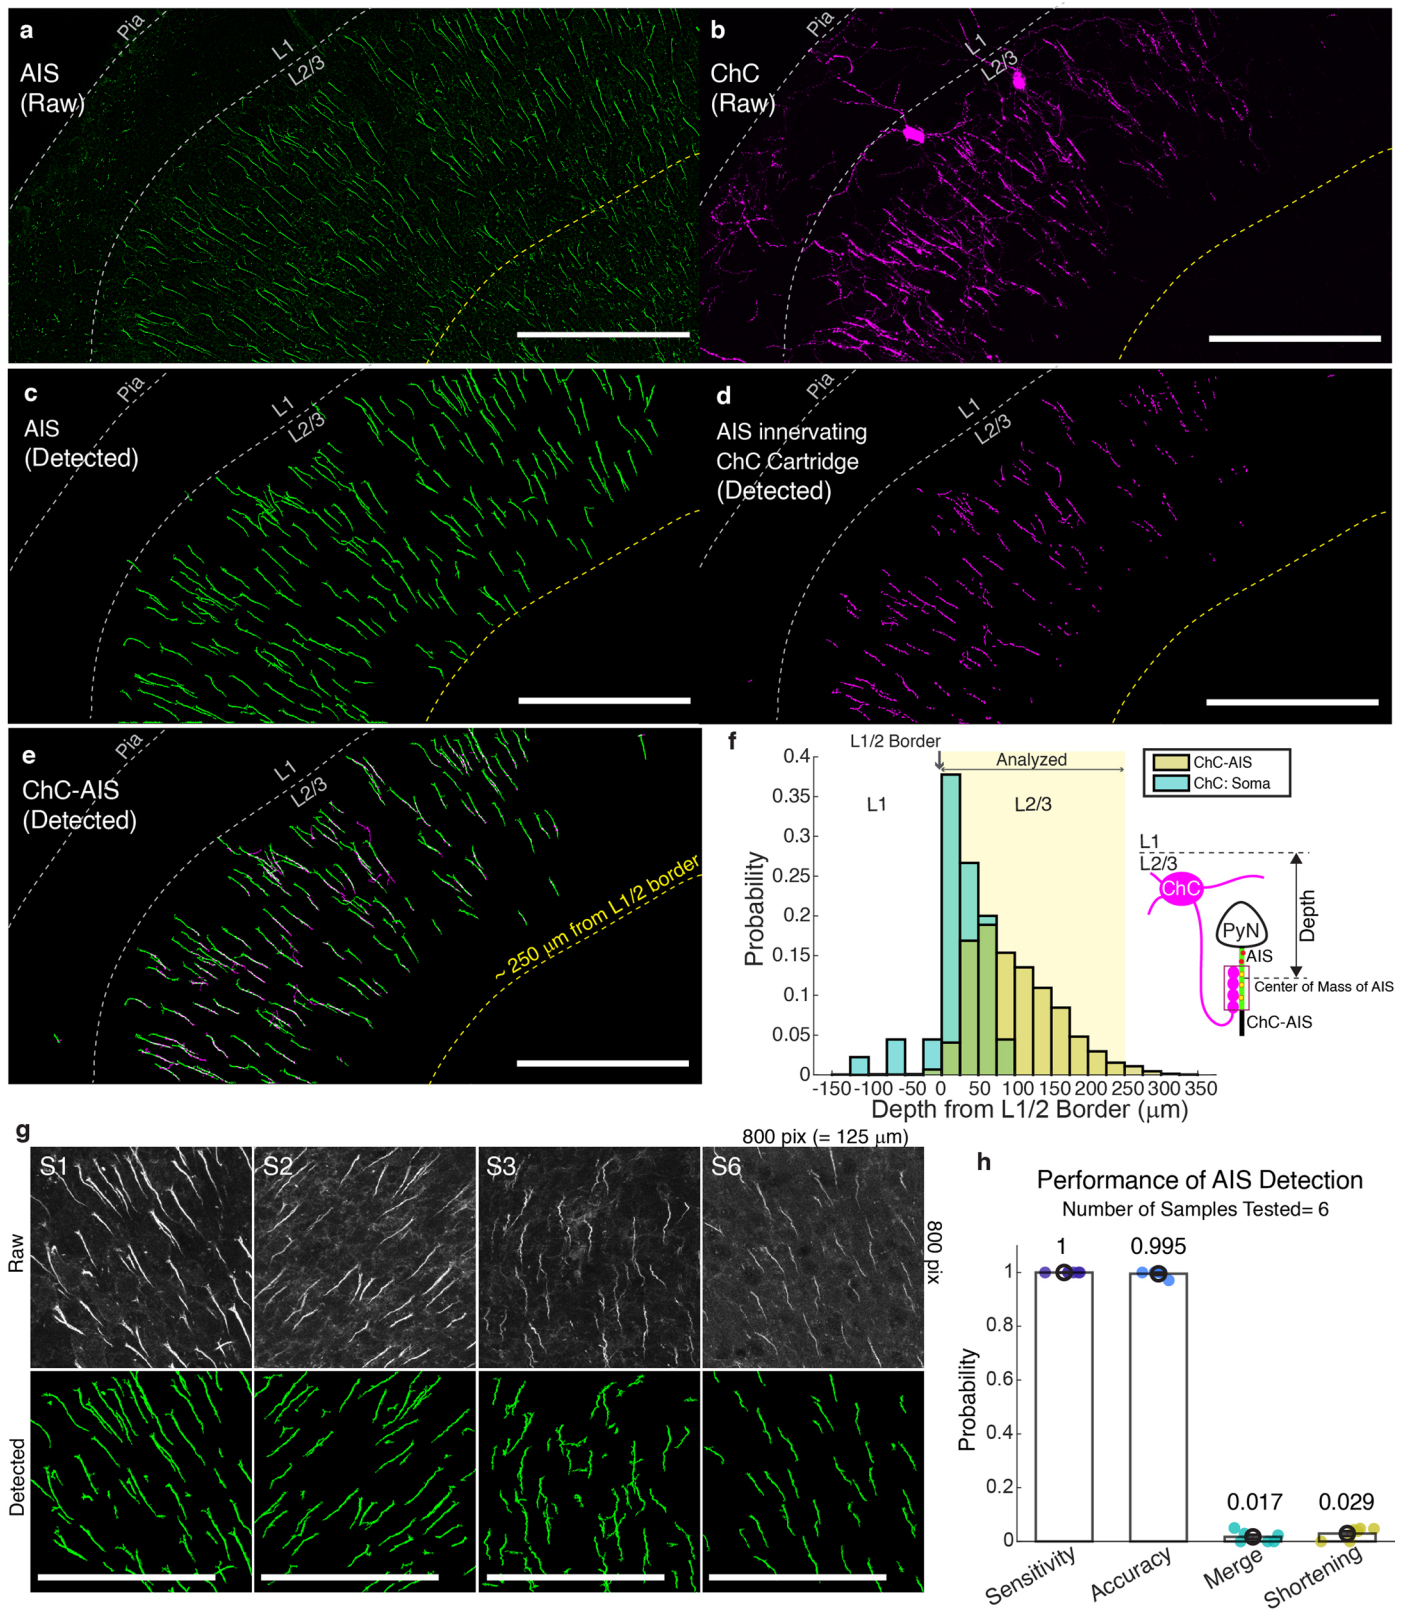 a
AIS
(Raw)
Pia
L1
L2/3
b
ChC
(Raw)
Pia
L1
L2/3
c
AIS
(Detected)
Pia
L1
L2/3
d
AIS innervating
ChC Cartridge
(Detected)
Pia
L1
L2/3
e
ChC-AIS
(Detected)
Pia
L1
L2/3
~ 250 μm from L1/2 border
f
L1/2 Border
Analyzed
L1
L2/3
ChC-AIS
ChC: Soma
0.4
0.35
0.3
0.25
0.2
0.15
0.1
0.05
0
Probability
-150 -100 -50 0 50 100 150 200 250 300 350
Depth from L1/2 Border (μm)
L1
L2/3
ChC
PyN
AIS
Depth
Center of Mass of AIS
ChC-AIS
g
800 pix (= 125 μm)
800 pix
S1
S2
S3
S6
Raw
Detected
h
Performance of AIS Detection
Number of Samples Tested= 6
1
0.995
0.017
0.029
1
0.8
0.6
0.4
0.2
0
Probability
Sensitivity
Accuracy
Merge
Shortening